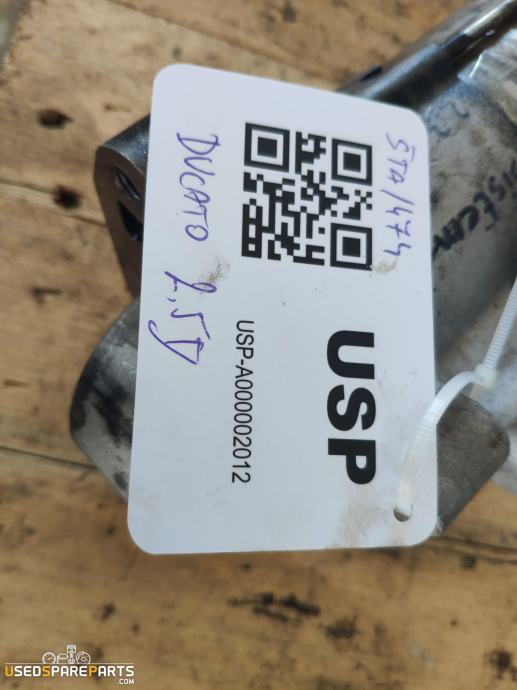 STA/474
USP
USP-A000002012
DUCATO 2,5D
USEDSPAREPARTS
.COM